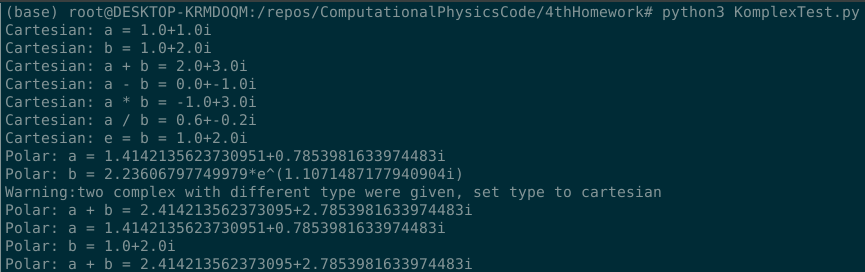 (base) root@DESKTOP-KRMDOQM:/repos/ComputationalPhysicsCode/4thHomework# python3 KomplexTest.py
Cartesian: a = 1.0+1.0i
Cartesian: b = 1.0+2.0i
Cartesian: a + b = 2.0+3.0i
Cartesian: a - b = 0.0+-1.0i
Cartesian: a * b = -1.0+3.0i
Cartesian: a / b = 0.6+-0.2i
Cartesian: e = b = 1.0+2.0i
Polar: a = 1.4142135623730951+0.7853981633974483i
Polar: b = 2.23606797749979*e^(1.1071487177940904i)
Warning:two complex with different type were given, set type to cartesian
Polar: a + b = 2.414213562373095+2.7853981633974483i
Polar: a = 1.4142135623730951+0.7853981633974483i
Polar: b = 1.0+2.0i
Polar: a + b = 2.414213562373095+2.7853981633974483i